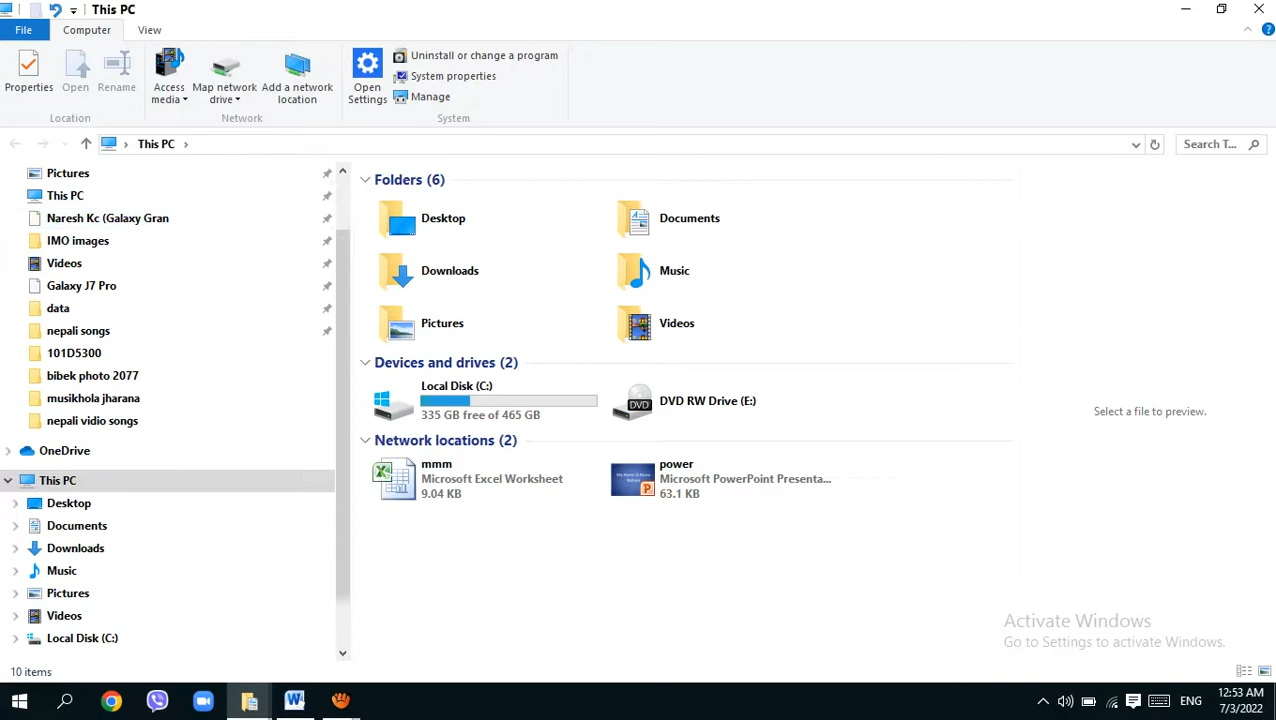 This PC
File
Computer
View
Properties
Open
Rename
Access media
Map network drive
Add a network location
Open Settings
Uninstall or change a program
System properties
Manage
Location
Network
System
This PC
Search T...
Pictures
This PC
Naresh Kc (Galaxy Gran
IMO images
Videos
Galaxy J7 Pro
data
nepali songs
101D5300
bibek photo 2077
musikhola jharana
nepali vidio songs
OneDrive
This PC
Desktop
Documents
Downloads
Music
Pictures
Videos
Local Disk (C:)
Folders (6)
Desktop
Documents
Downloads
Music
Pictures
Videos
Devices and drives (2)
Local Disk (C:)
335 GB free of 465 GB
DVD
DVD RW Drive (E:)
Network locations (2)
mmm
Microsoft Excel Worksheet
9.04 KB
power
Microsoft PowerPoint Presenta...
63.1 KB
Select a file to preview.
Activate Windows
Go to Settings to activate Windows.
10 items
ENG
12:53 AM
7/3/2022